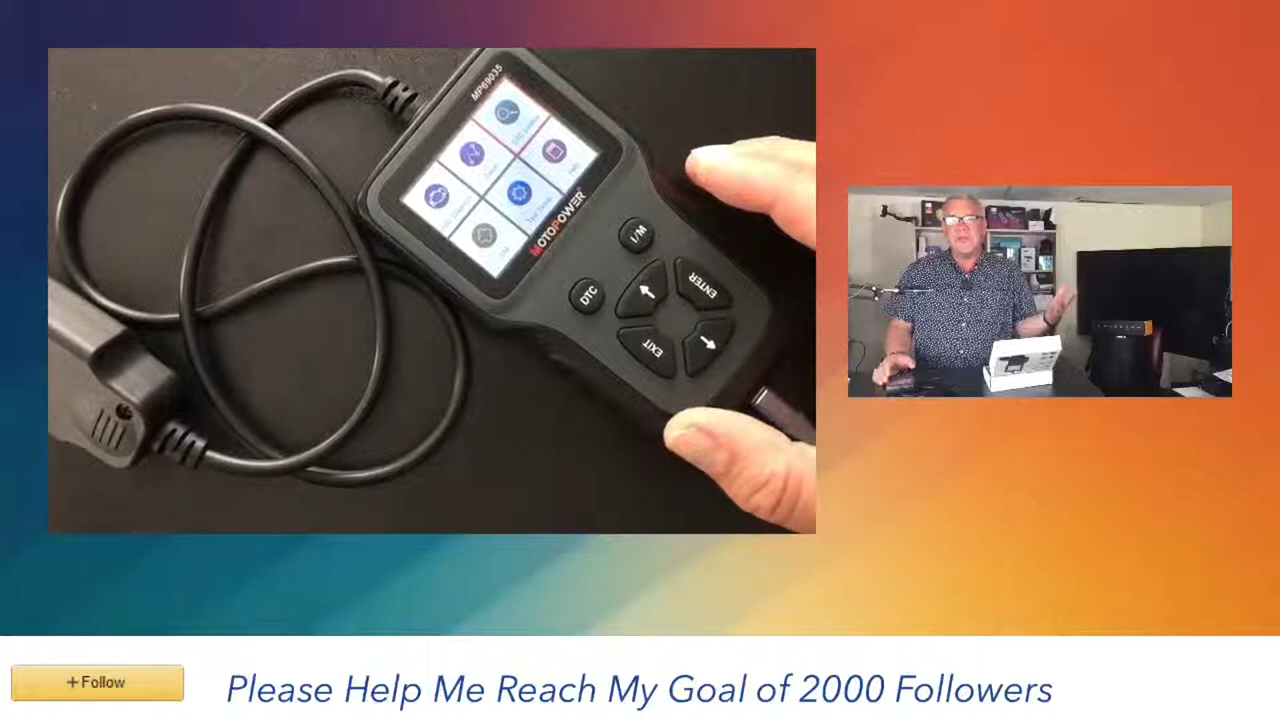 MP69035
MOTOPOWER
I/M
DTC
ENTER
EXIT
+Follow
Please Help Me Reach My Goal of 2000 Followers